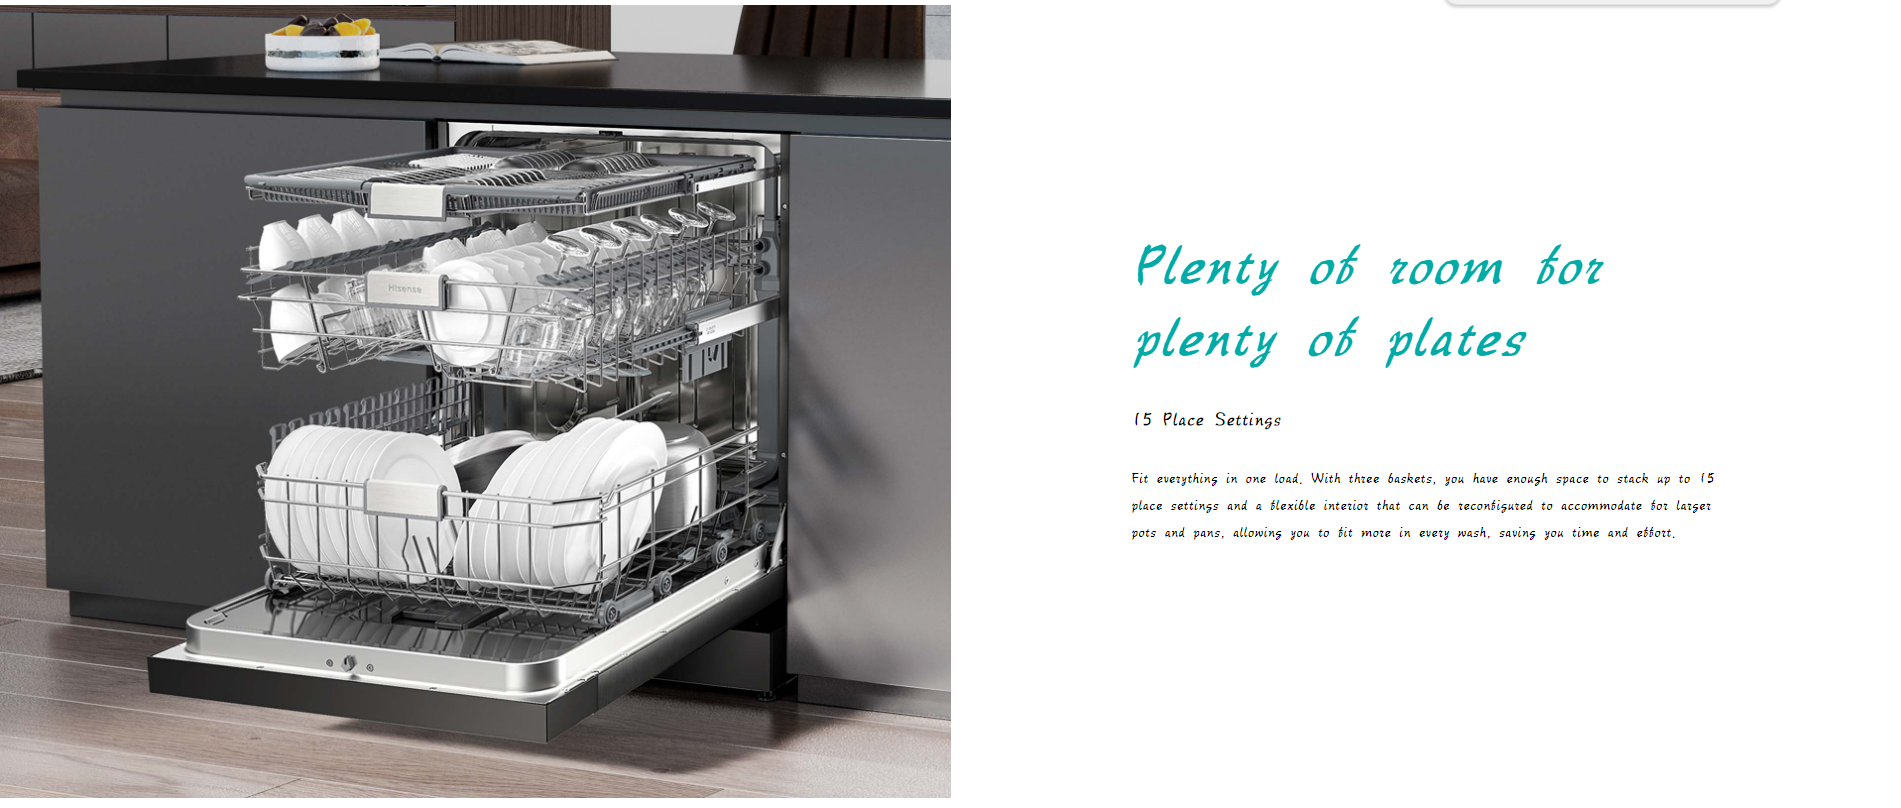 Hisense
Plenty of room for
plenty of plates
15 Place Settings
Fit everything in one load. With three baskets, you have enough space to stack up to 15
place settings and a flexible interior that can be reconfigured to accommodate for larger
pots and pans, allowing you to fit more in every wash, saving you time and effort.